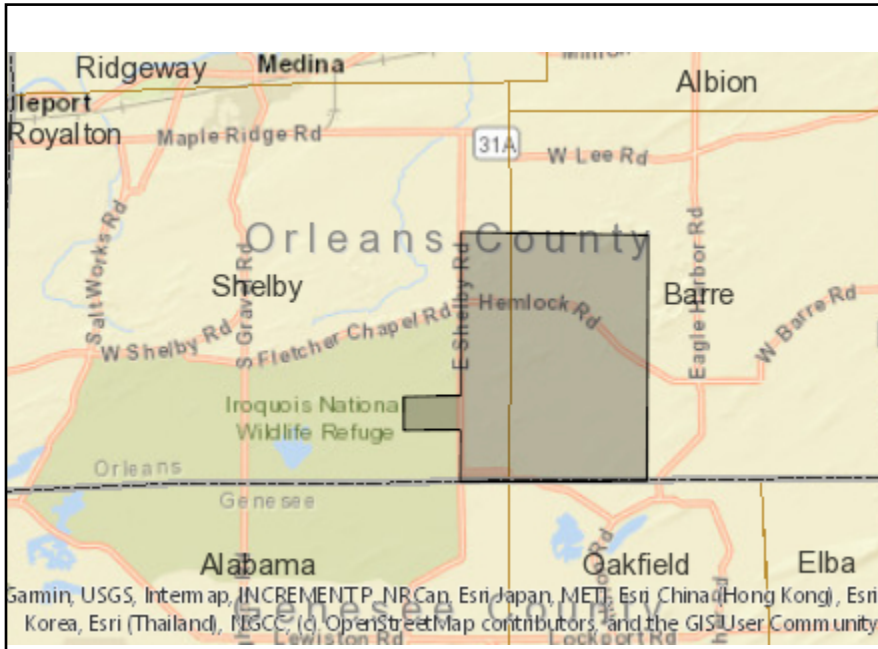 Ridgeway
Medina
Albion
lleport
Royalton
Maple Ridge Rd
31A
W Lee Rd
Orleans County
Salt Works Rd
S Gravel Rd
E Shelby Rd
Eagle Harbor Rd
Shelby
Hemlock Rd
Barre
W Barre Rd
W Shelby Rd
Fletcher Chapel Rd
Iroquois National
Wildlife Refuge
Orleans
Genesee
Alabama
Oakfield
Elba
Garmin, USGS, Intermap, INCREMENT P, NRCan, Esri Japan, METI, Esri China (Hong Kong), Esri
Korea, Esri (Thailand), NGCC, (c) OpenStreetMap contributors, and the GIS User Community
Genesee County
Lewiston Rd
Lockport Rd